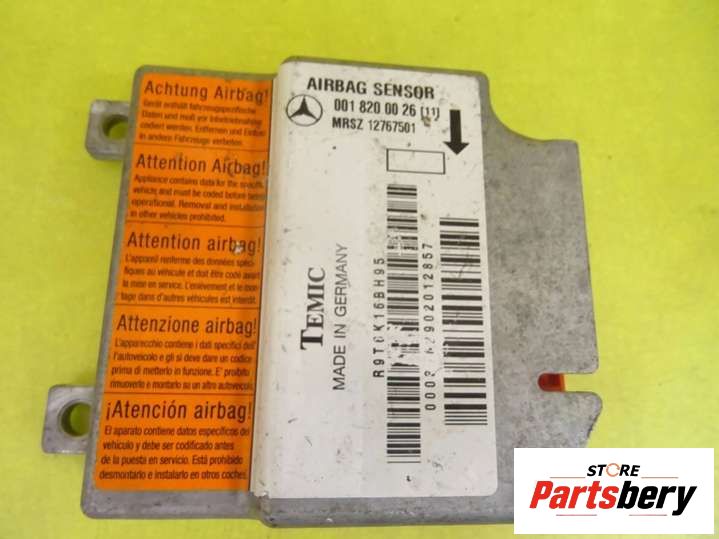 Achtung Airbag!
Gerät enthält fahrzeugspezifische
Daten und muß vor Inbetriebnahme
codiert werden. Entfernen und Einbau
in andere Fahrzeuge verboten.
Attention Airbag!
Appliance contains data for the specific
vehicle and must be coded before being
operational. Removal and installation
in other vehicles prohibited.
Attention airbag!
L'appareil renferme des données spéci-
fiques au véhicule et doit être codé avant
la mise en service. L'enlèvement et le mon-
tage dans d'autres véhicules est interdit.
Attenzione airbag!
L'apparecchio contiene i dati specifici del
l'autoveicolo e gli si deve dare un codice
prima di metterlo in funzione. E' proibito
rimuoverlo e montarlo su un altro autoveicolo.
¡Atención airbag!
El aparato contiene datos específicos del
vehículo y debe ser codificado antes
de la puesta en servicio. Está prohibido
desmontarlo e instalarlo en otros coches.
AIRBAG SENSOR
001 820 00 26 [11]
MRSZ 12767501
TEMIC
MADE IN GERMANY
STORE
Partsbery